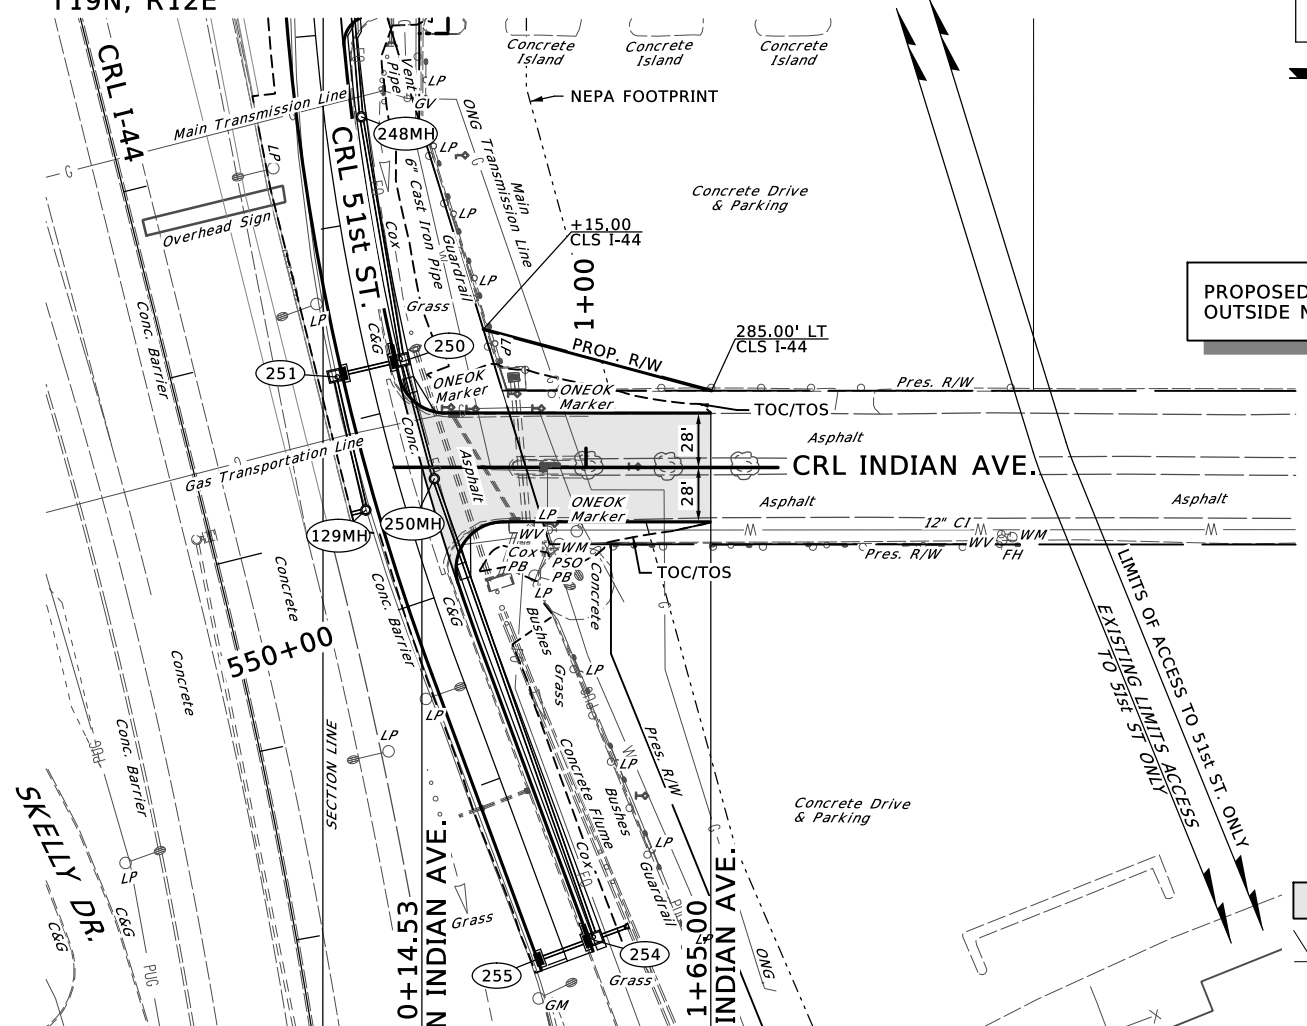 T19N, R12E
Concrete
Island
Concrete
Island
Concrete
Island
CRL I-44
Vent
Pipe
LP
GV
NEPA FOOTPRINT
Main Transmission Line
248MH
LP
ONG Transmission
Main
Line
LP
G
CRL 51st ST.
6" Cast Iron Pipe
Concrete Drive
& Parking
LP
Overhead Sign
Cox
Guardrail
+15.00
CLS I-44
1+00
LP
PROPOSED
OUTSIDE N
Conc. Barrier
LP
Grass
C&G
LP
PROP. R/W
285.00' LT
CLS I-44
250
251
ONEOK
Marker
ONEOK
Marker
Pres. R/W
TOC/TOS
Conc.
28'
Asphalt
Gas Transportation Line
Asphalt
CRL INDIAN AVE.
28'
ONEOK
Marker
Asphalt
Asphalt
129MH
250MH
LP
12" CI
WV
WM
WV
Cox
PB
WM
PSO
PB
Pres. R/W
FH
TOC/TOS
LP
Concrete
Concrete
Conc. Barrier
C&G
Bushes
LIMITS OF ACCESS TO 51st ST. ONLY
EXISTING LIMITS ACCESS
TO 51st ST ONLY
550+00
Concrete
Grass
LP
LP
SECTION LINE
LP
Pres. R/W
PUG
Conc. Barrier
Concrete Flume
LP
Bushes
Concrete Drive
& Parking
SKELLY DR.
LP
LP
Cox
Guardrail
C&G
C&G
0+14.53
N INDIAN AVE.
Grass
1+65.00
INDIAN AVE.
LP
PUG
254
255
Grass
ONG
GM
X